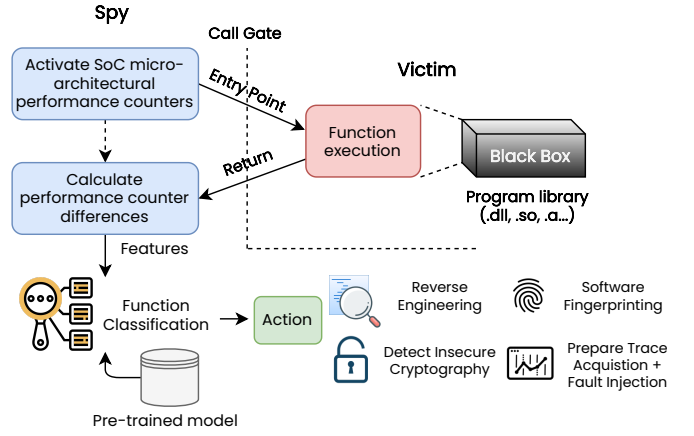 Spy
Call Gate
Victim
Activate SoC micro-
architectural
performance counters
Entry Point
Function
execution
Black Box
Return
Calculate
performance counter
differences
Program library
(.dll, .so, .a...)
Features
Function
Classification
Action
Reverse
Engineering
Software
Fingerprinting
Detect Insecure
Cryptography
Prepare Trace
Acquistion +
Fault Injection
Pre-trained model